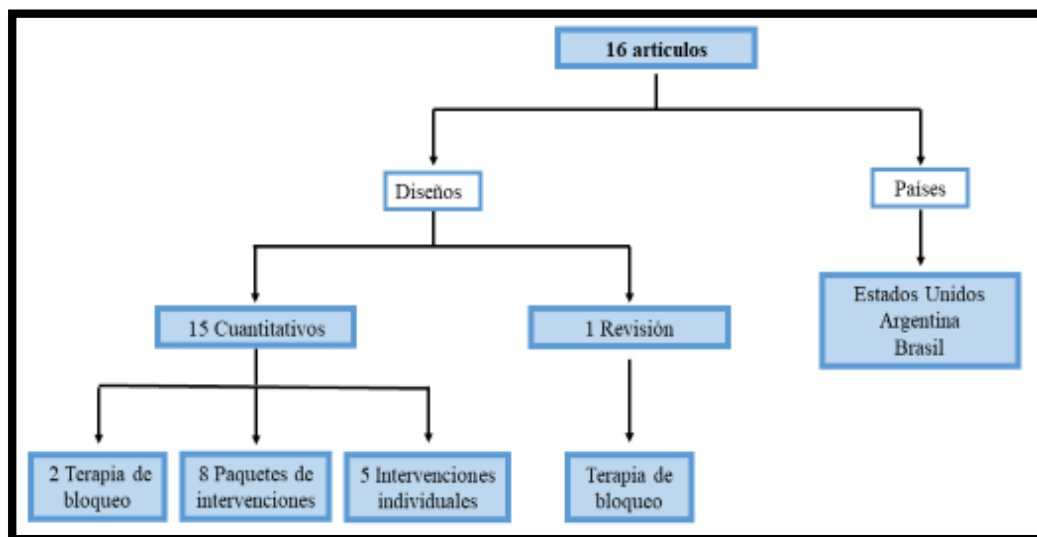 16 articulos
Diseños
Países
15 Cuantitativos
1 Revisión
Estados Unidos
Argentina
Brasil
2 Terapia de
bloqueo
8 Paquetes de
intervenciones
5 Intervenciones
individuales
Terapia de
bloqueo